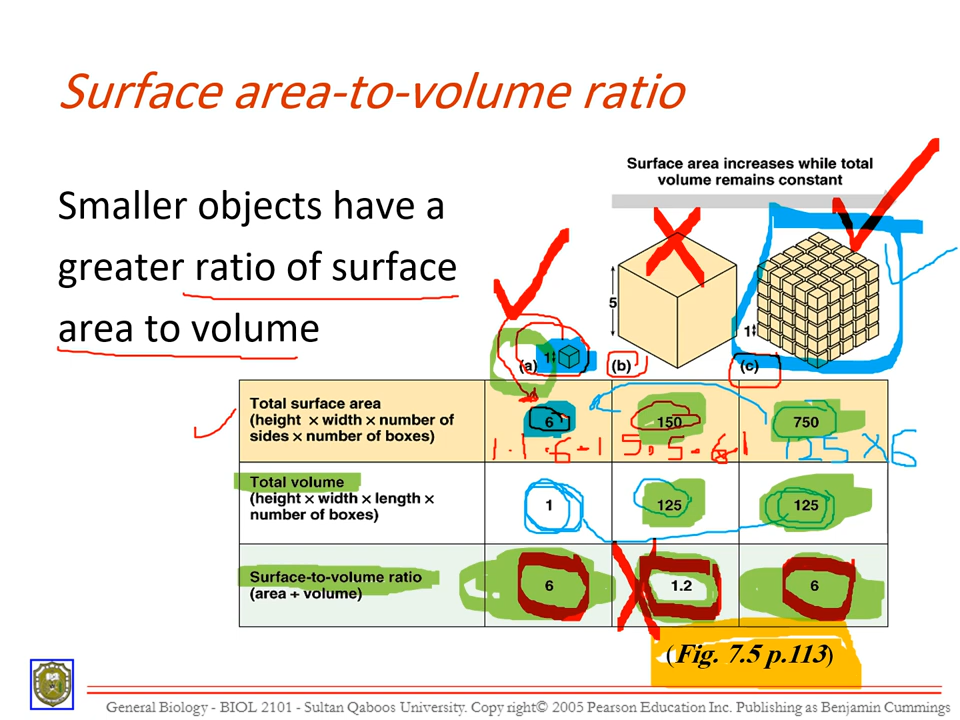 Surface area-to-volume ratio
Smaller objects have a
greater ratio of surface
area to volume
Surface area increases while total
volume remains constant
5
1
1
(a)
(b)
(c)
Total surface area
(height × width × number of
sides × number of boxes)
6
150
750
1.1.6-1
5.5.6.1
125 × 6
Total volume
(height × width × length ×
number of boxes)
1
125
125
Surface-to-volume ratio
(area ÷ volume)
6
1.2
6
(Fig. 7.5 p.113)
General Biology - BIOL 2101 - Sultan Qaboos University. Copy right© 2005 Pearson Education Inc. Publishing as Benjamin Cummings